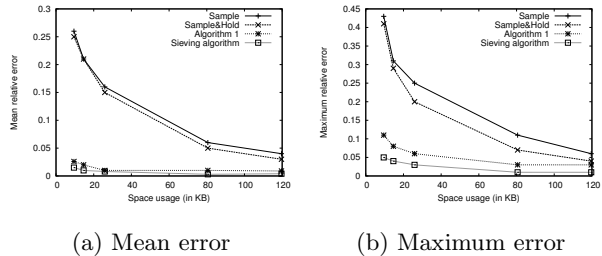 0.3
0.25
0.2
0.15
0.1
0.05
0
Mean relative error
Sample
Sample&Hold
Algorithm 1
Sieving algorithm
0 20 40 60 80 100 120
Space usage (in KB)
(a) Mean error
0.45
0.4
0.35
0.3
0.25
0.2
0.15
0.1
0.05
0
Maximum relative error
Sample
Sample&Hold
Algorithm 1
Sieving algorithm
0 20 40 60 80 100 120
Space usage (in KB)
(b) Maximum error